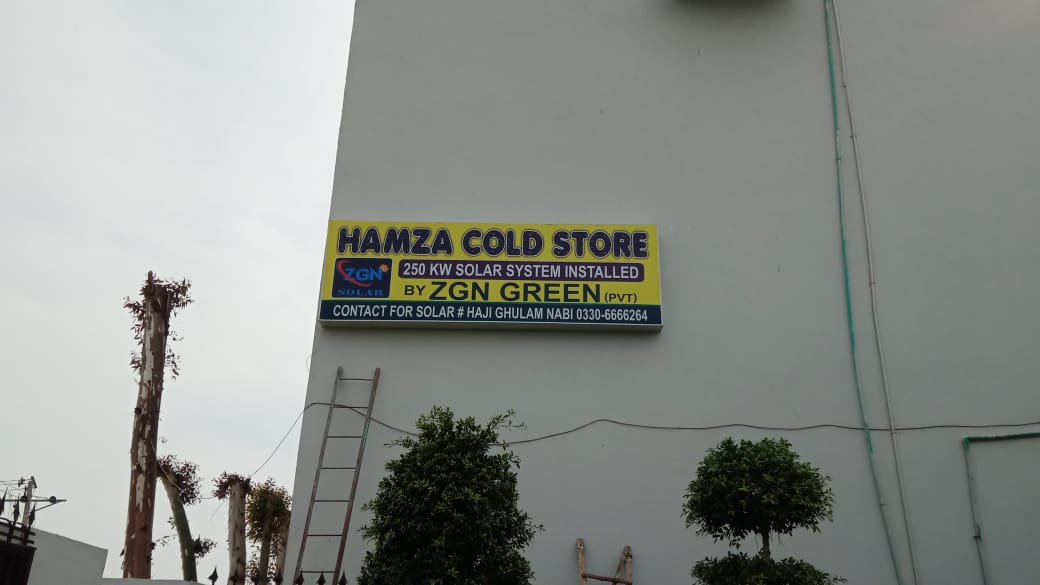 HAMZA COLD STORE
ZGN
SOLAR
250 KW SOLAR SYSTEM INSTALLED
BY ZGN GREEN (PVT)
CONTACT FOR SOLAR # HAJI GHULAM NABI 0330-6666264